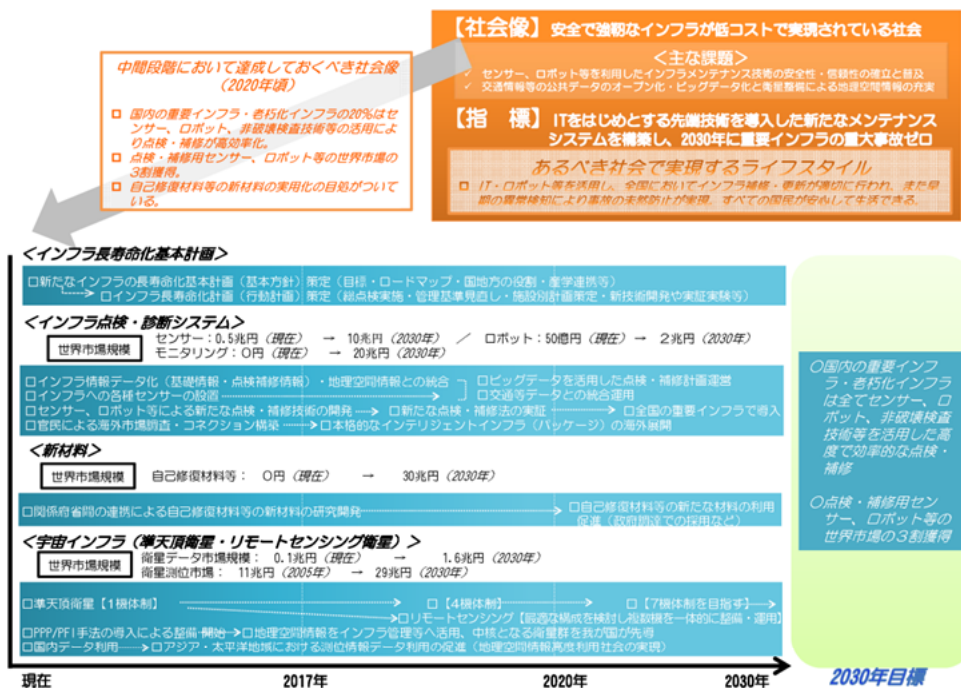 【社会像】 安全で強靭なインフラが低コストで実現されている社会
<主な課題>
✓ センサー、ロボット等を利用したインフラメンテナンス技術の安全性・信頼性の確立と普及
✓ 交通情報等の公共データのオープン化・ビッグデータ化と衛星整備による地理空間情報の充実
【指 標】 ITをはじめとする先端技術を導入した新たなメンテナンス
システムを構築し、2030年に重要インフラの重大事故ゼロ
あるべき社会で実現するライフスタイル
□ IT・ロボット等を活用し、全国においてインフラ補修・更新が適切に行われ、また早
期の異常検知により事故の未然防止が実現。すべての国民が安心して生活できる。
中間段階において達成しておくべき社会像
(2020年頃)
□ 国内の重要インフラ・老朽化インフラの20%はセ
ンサー、ロボット、非破壊検査技術等の活用によ
り点検・補修が高効率化。
□ 点検・補修用センサー、ロボット等の世界市場の
3割獲得。
□ 自己修復材料等の新材料の実用化の目処がついて
いる。
<インフラ長寿命化基本計画>
□新たなインフラの長寿命化基本計画(基本方針)策定(目標・ロードマップ・国地方の役割・産学連携等)
□インフラ長寿命化計画(行動計画)策定(総点検実施・管理基準見直し・施設別計画策定・新技術開発や実証実験等)
<インフラ点検・診断システム>
世界市場規模
センサー:0.5兆円(現在) → 10兆円(2030年) / ロボット:50億円(現在) → 2兆円(2030年)
モニタリング:0円(現在) → 20兆円(2030年)
□インフラ情報データ化(基礎情報・点検補修情報)・地理空間情報との統合 □ビッグデータを活用した点検・補修計画運営
□インフラへの各種センサーの設置 □交通等データとの統合運用
□センサー、ロボット等による新たな点検・補修技術の開発 → □新たな点検・補修法の実証 → □全国の重要インフラで導入
□官民による海外市場調査・コネクション構築 → □本格的なインテリジェントインフラ(パッケージ)の海外展開
<新材料>
世界市場規模 自己修復材料等: 0円(現在) → 30兆円(2030年)
□関係府省間の連携による自己修復材料等の新材料の研究開発 → □自己修復材料等の新たな材料の利用
促進(政府調達での採用など)
<宇宙インフラ(準天頂衛星・リモートセンシング衛星)>
世界市場規模
衛星データ市場規模: 0.1兆円(現在) → 1.6兆円(2030年)
衛星測位市場: 11兆円(2005年) → 29兆円(2030年)
□準天頂衛星【1機体制】 → □【4機体制】 → □【7機体制を目指す】 →
□リモートセンシング【最適な構成を検討し複数機を一体的に整備・運用】
□PPP/PFI手法の導入による整備 開始 → □地理空間情報をインフラ管理等へ活用、中核となる衛星群を我が国が先導
□国内データ利用 → □アジア・太平洋地域における測位情報データ利用の促進(地理空間情報高度利用社会の実現)
○国内の重要インフ
ラ・老朽化インフラ
は全てセンサー、ロ
ボット、非破壊検査
技術等を活用した高
度で効率的な点検・
補修
○点検・補修用セン
サー、ロボット等の
世界市場の3割獲得
現在 2017年 2020年 2030年 2030年目標